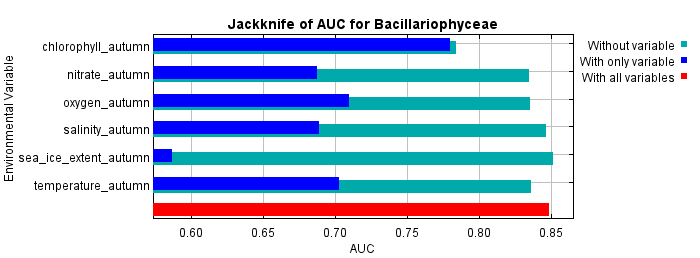 Jackknife of AUC for Bacillariophyceae
Environmental Variable
chlorophyll_autumn
nitrate_autumn
oxygen_autumn
salinity_autumn
sea_ice_extent_autumn
temperature_autumn
Without variable
With only variable
With all variables
0.60 0.65 0.70 0.75 0.80 0.85
AUC